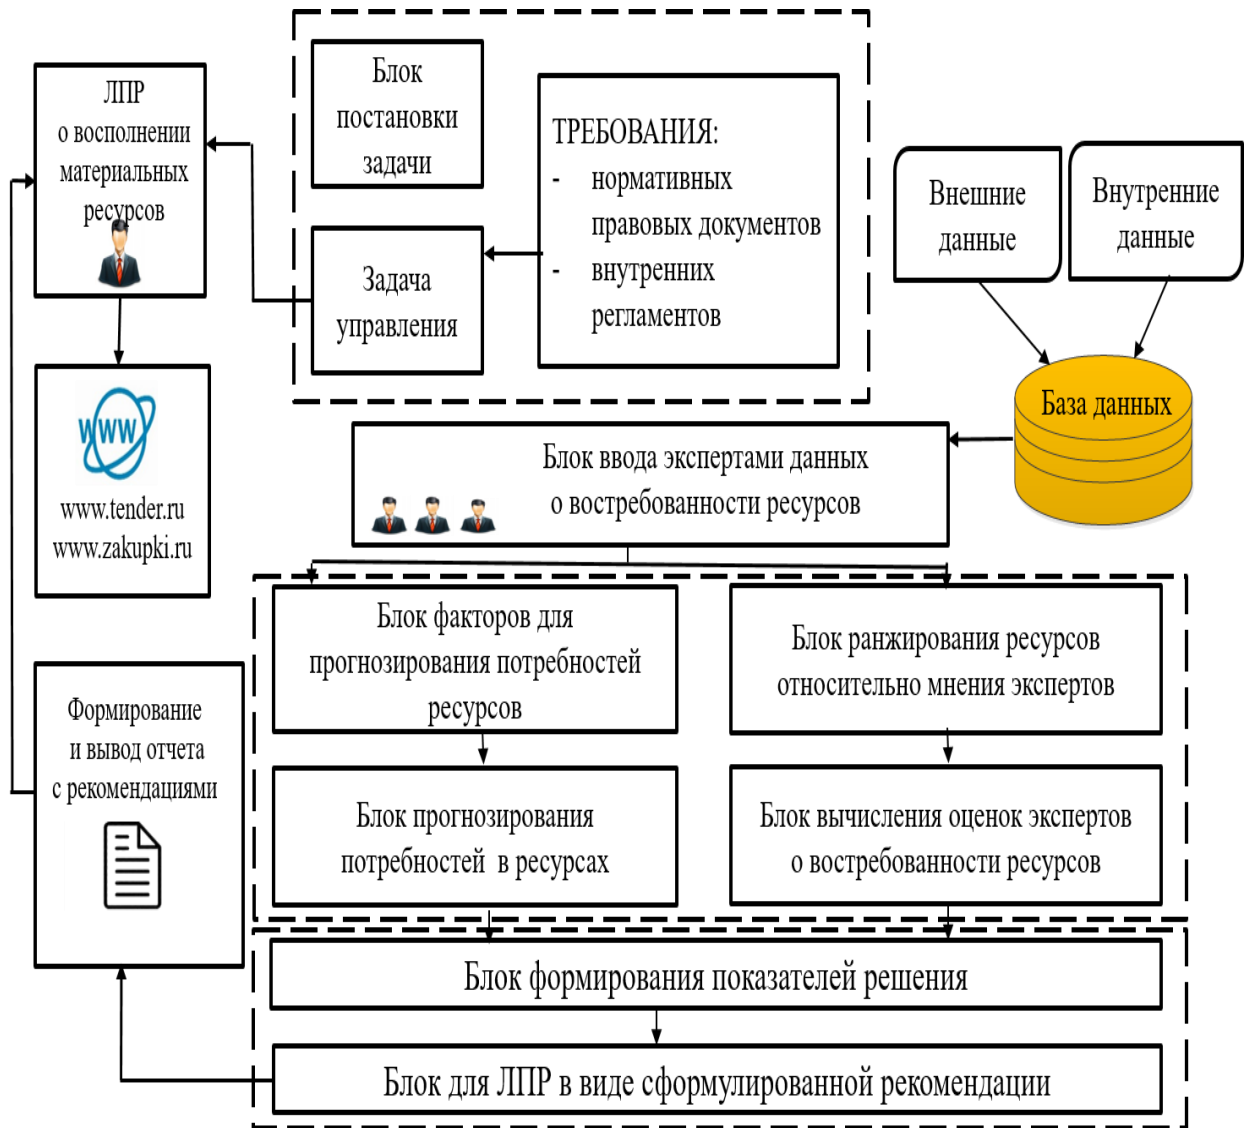 ЛПР
о восполнении
материальных
ресурсов
Блок
постановки
задачи
Задача
управления
ТРЕБОВАНИЯ:
- нормативных
правовых документов
- внутренних
регламентов
Внешние
данные
Внутренние
данные
База данных
WWW
www.tender.ru
www.zakupki.ru
Блок ввода экспертами данных
о востребованности ресурсов
Блок факторов для
прогнозирования потребностей
ресурсов
Блок ранжирования ресурсов
относительно мнения экспертов
Формирование
и вывод отчета
с рекомендациями
Блок прогнозирования
потребностей в ресурсах
Блок вычисления оценок экспертов
о востребованности ресурсов
Блок формирования показателей решения
Блок для ЛПР в виде сформулированной рекомендации